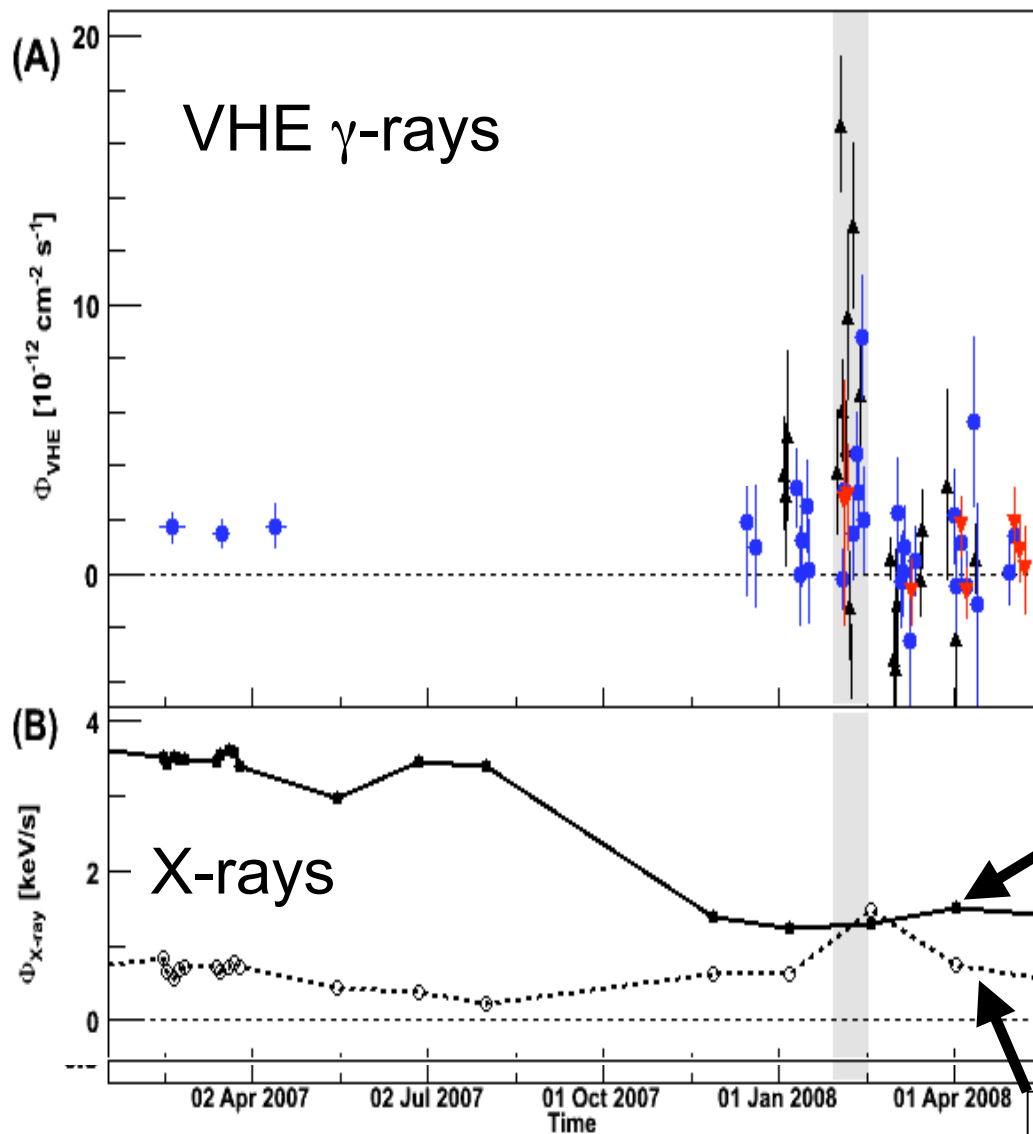 (A)
20
VHE γ-rays
10
0
Φ_VHE [10^-12 cm^-2 s^-1]
(B)
4
2
0
X-rays
Φ_X-ray [keV/s]
02 Apr 2007
02 Jul 2007
01 Oct 2007
01 Jan 2008
01 Apr 2008
Time